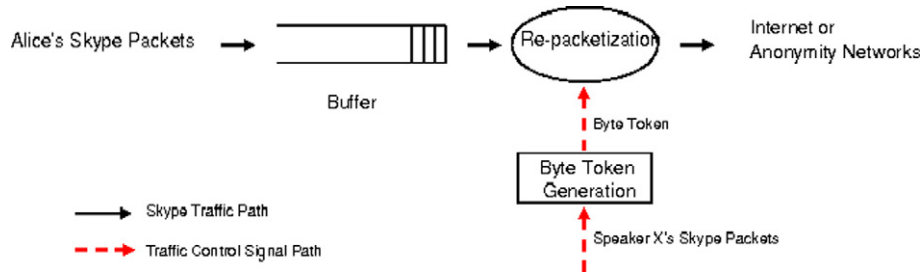 Alice's Skype Packets
Buffer
Re-packetization
Internet or
Anonymity Networks
Byte Token
Byte Token
Generation
Speaker X's Skype Packets
Skype Traffic Path
Traffic Control Signal Path